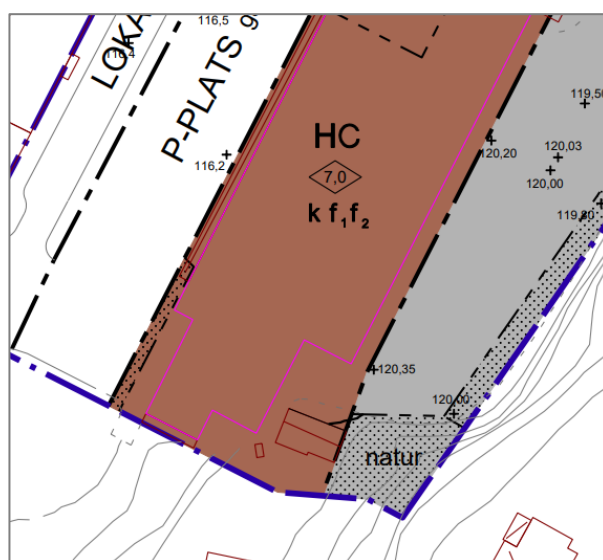 116,5
116,4
LOKA
P-PLATS g
119,50
HC
120,20
120,03
116,2
120,00
7,0
119,80
k f₁f₂
120,35
120,00
natur